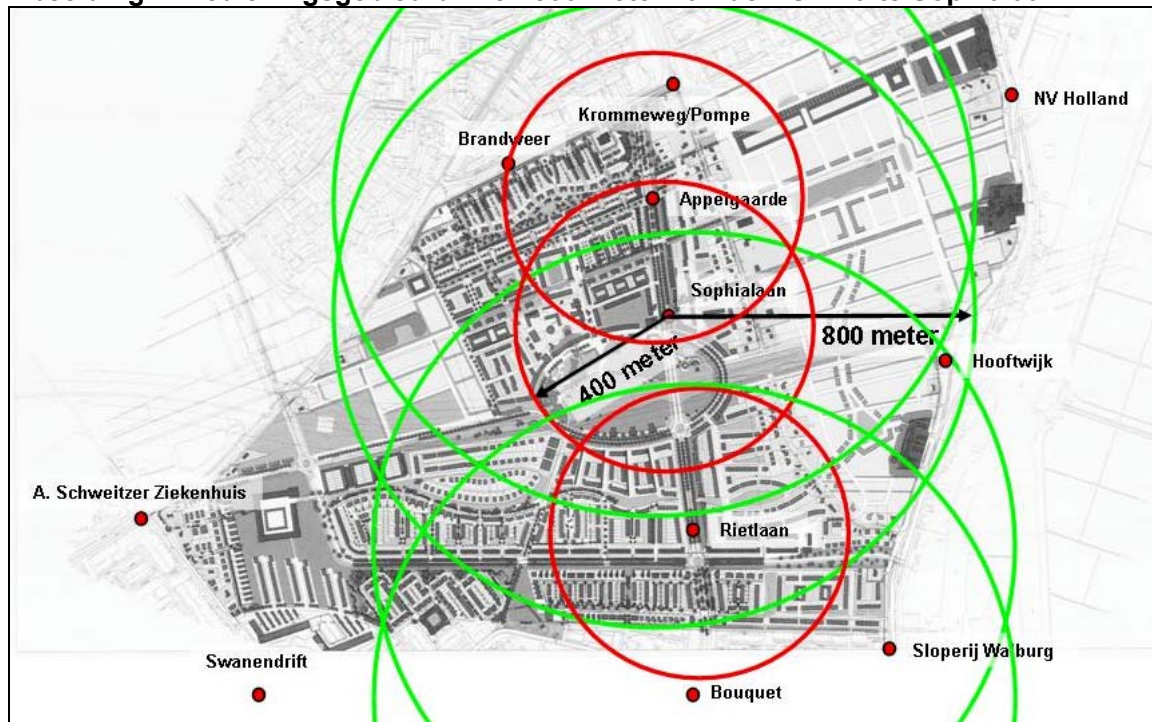 NV Holland
Krommeweg/Pompe
Brandweer
Appelgaarde
Sophialaan
800 meter
400 meter
Hooftwijk
A. Schweitzer Ziekenhuis
Rietlaan
Sloperij Walburg
Swanendrift
Bouquet